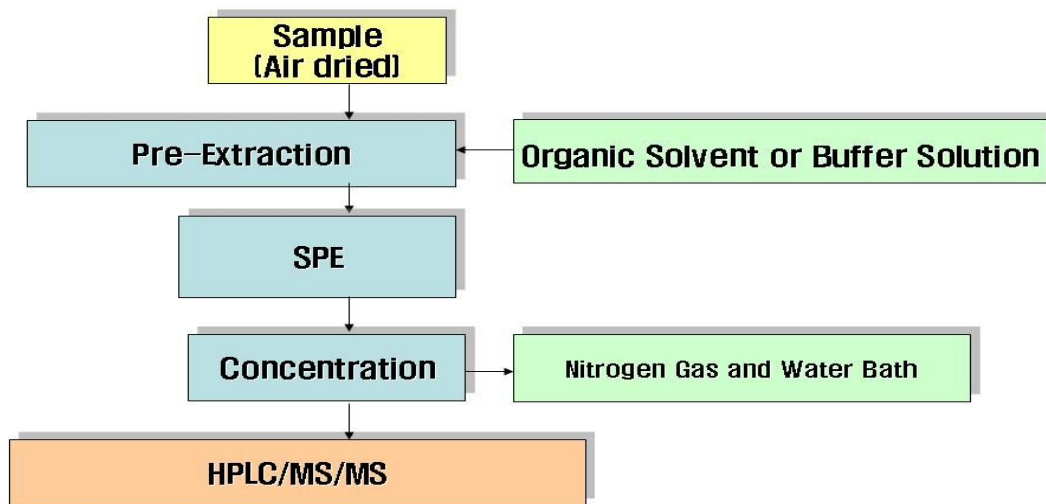 Sample
(Air dried)
Pre-Extraction
Organic Solvent or Buffer Solution
SPE
Concentration
Nitrogen Gas and Water Bath
HPLC/MS/MS